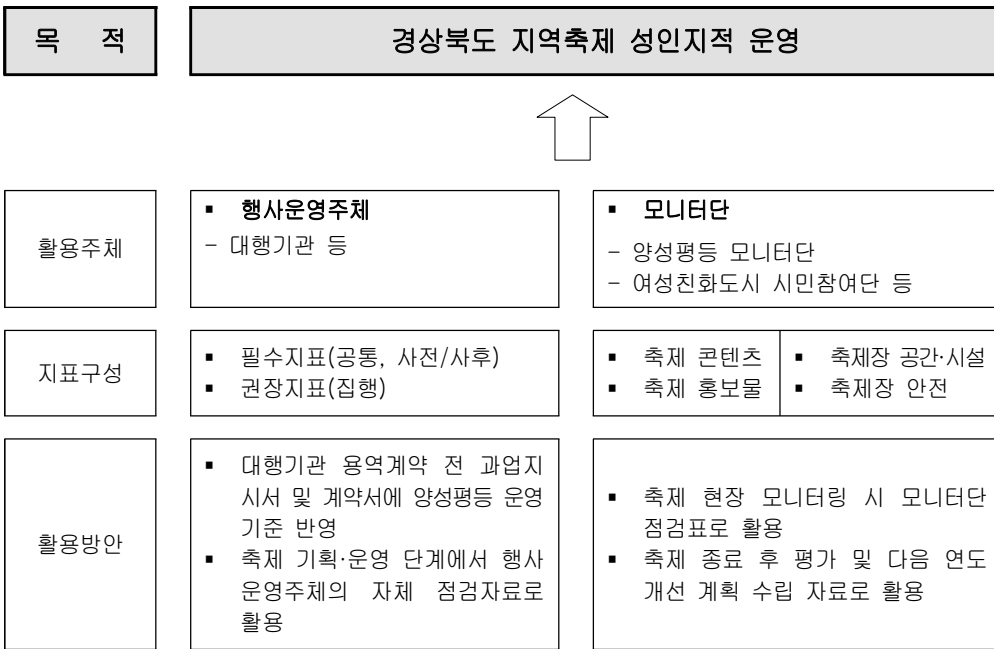 목 적
경상북도 지역축제 성인지적 운영
활용주체
▪ 행사운영주체
- 대행기관 등
▪ 모니터단
- 양성평등 모니터단
- 여성친화도시 시민참여단 등
지표구성
▪ 필수지표(공통, 사전/사후)
▪ 권장지표(집행)
▪ 축제 콘텐츠
▪ 축제 홍보물
▪ 축제장 공간·시설
▪ 축제장 안전
활용방안
▪ 대행기관 용역계약 전 과업지
시서 및 계약서에 양성평등 운영
기준 반영
▪ 축제 기획·운영 단계에서 행사
운영주체의 자체 점검자료로
활용
▪ 축제 현장 모니터링 시 모니터단
점검표로 활용
▪ 축제 종료 후 평가 및 다음 연도
개선 계획 수립 자료로 활용